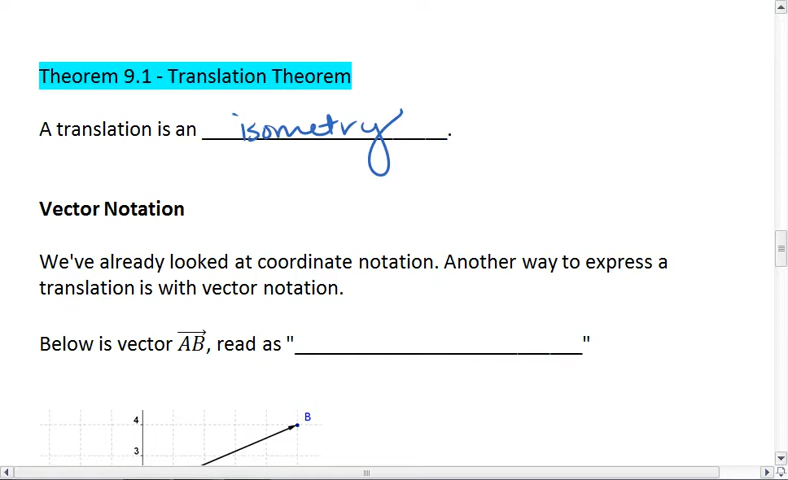 Theorem 9.1 - Translation Theorem
A translation is an isometry.
Vector Notation
We've already looked at coordinate notation. Another way to express a
translation is with vector notation.
Below is vector AB, read as "____________________________"
4
B
3